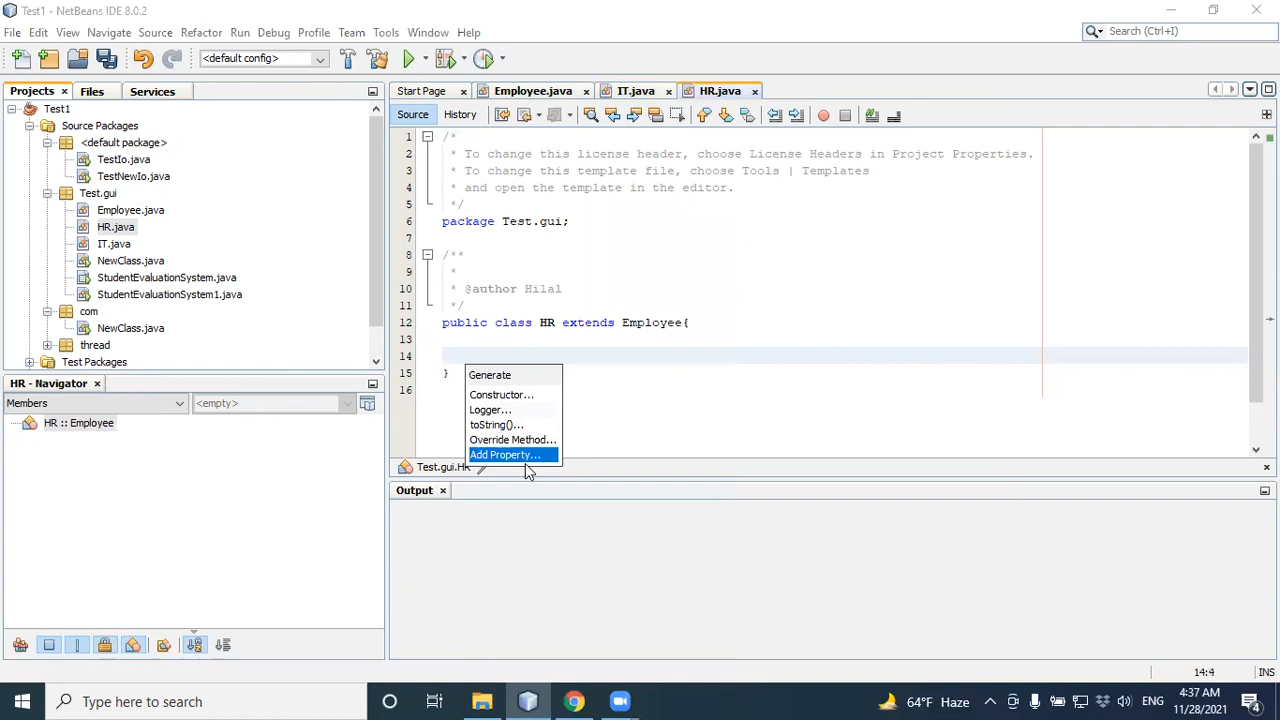 Test1 - NetBeans IDE 8.0.2
File Edit View Navigate Source Refactor Run Debug Profile Team Tools Window Help
Search (Ctrl+I)
<default config>
Projects Files Services
Start Page Employee.java IT.java HR.java
Test1
Source Packages
<default package>
TestIo.java
TestNewIo.java
Test.gui
Employee.java
HR.java
IT.java
NewClass.java
StudentEvaluationSystem.java
StudentEvaluationSystem1.java
com
NewClass.java
thread
Test Packages
Source History
1 /*
2 * To change this license header, choose License Headers in Project Properties.
3 * To change this template file, choose Tools | Templates
4 * and open the template in the editor.
5 */
6 package Test.gui;
7
8 /**
9 *
10 * @author Hilal
11 */
12 public class HR extends Employee{
13
14
15 }
16
Generate
Constructor...
Logger...
toString()...
Override Method...
Add Property...
Test.gui.HR
HR - Navigator
Members <empty>
HR :: Employee
Output
14:4 INS
Type here to search
64°F Haze
ENG
4:37 AM
11/28/2021
4